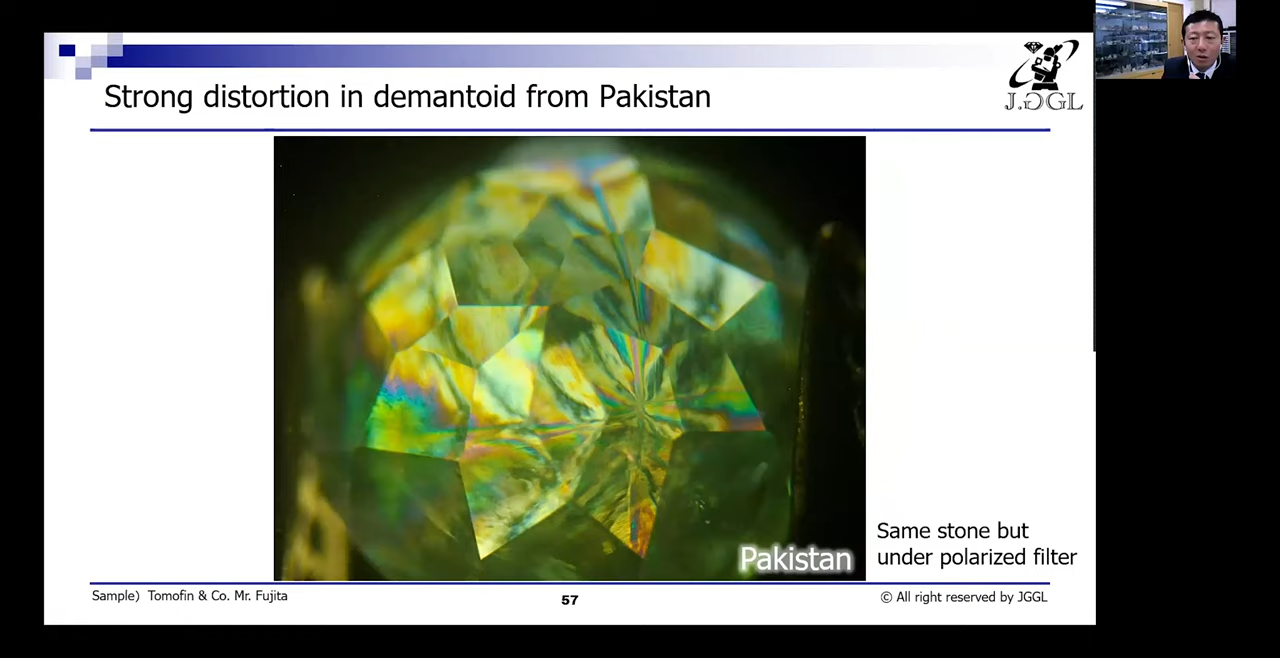 Strong distortion in demantoid from Pakistan
J.GGL
Pakistan
Same stone but
under polarized filter
Sample) Tomofin & Co. Mr. Fujita
57
© All right reserved by JGGL